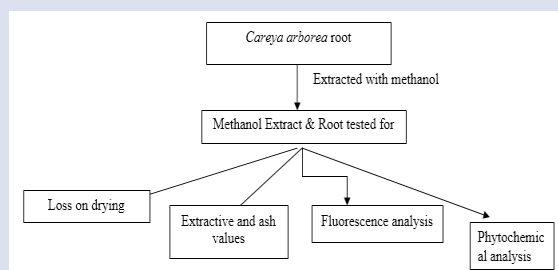 Careya arborea root
Extracted with methanol
Methanol Extract & Root tested for
Loss on drying
Extractive and ash
values
Fluorescence analysis
Phytochemic
al analysis